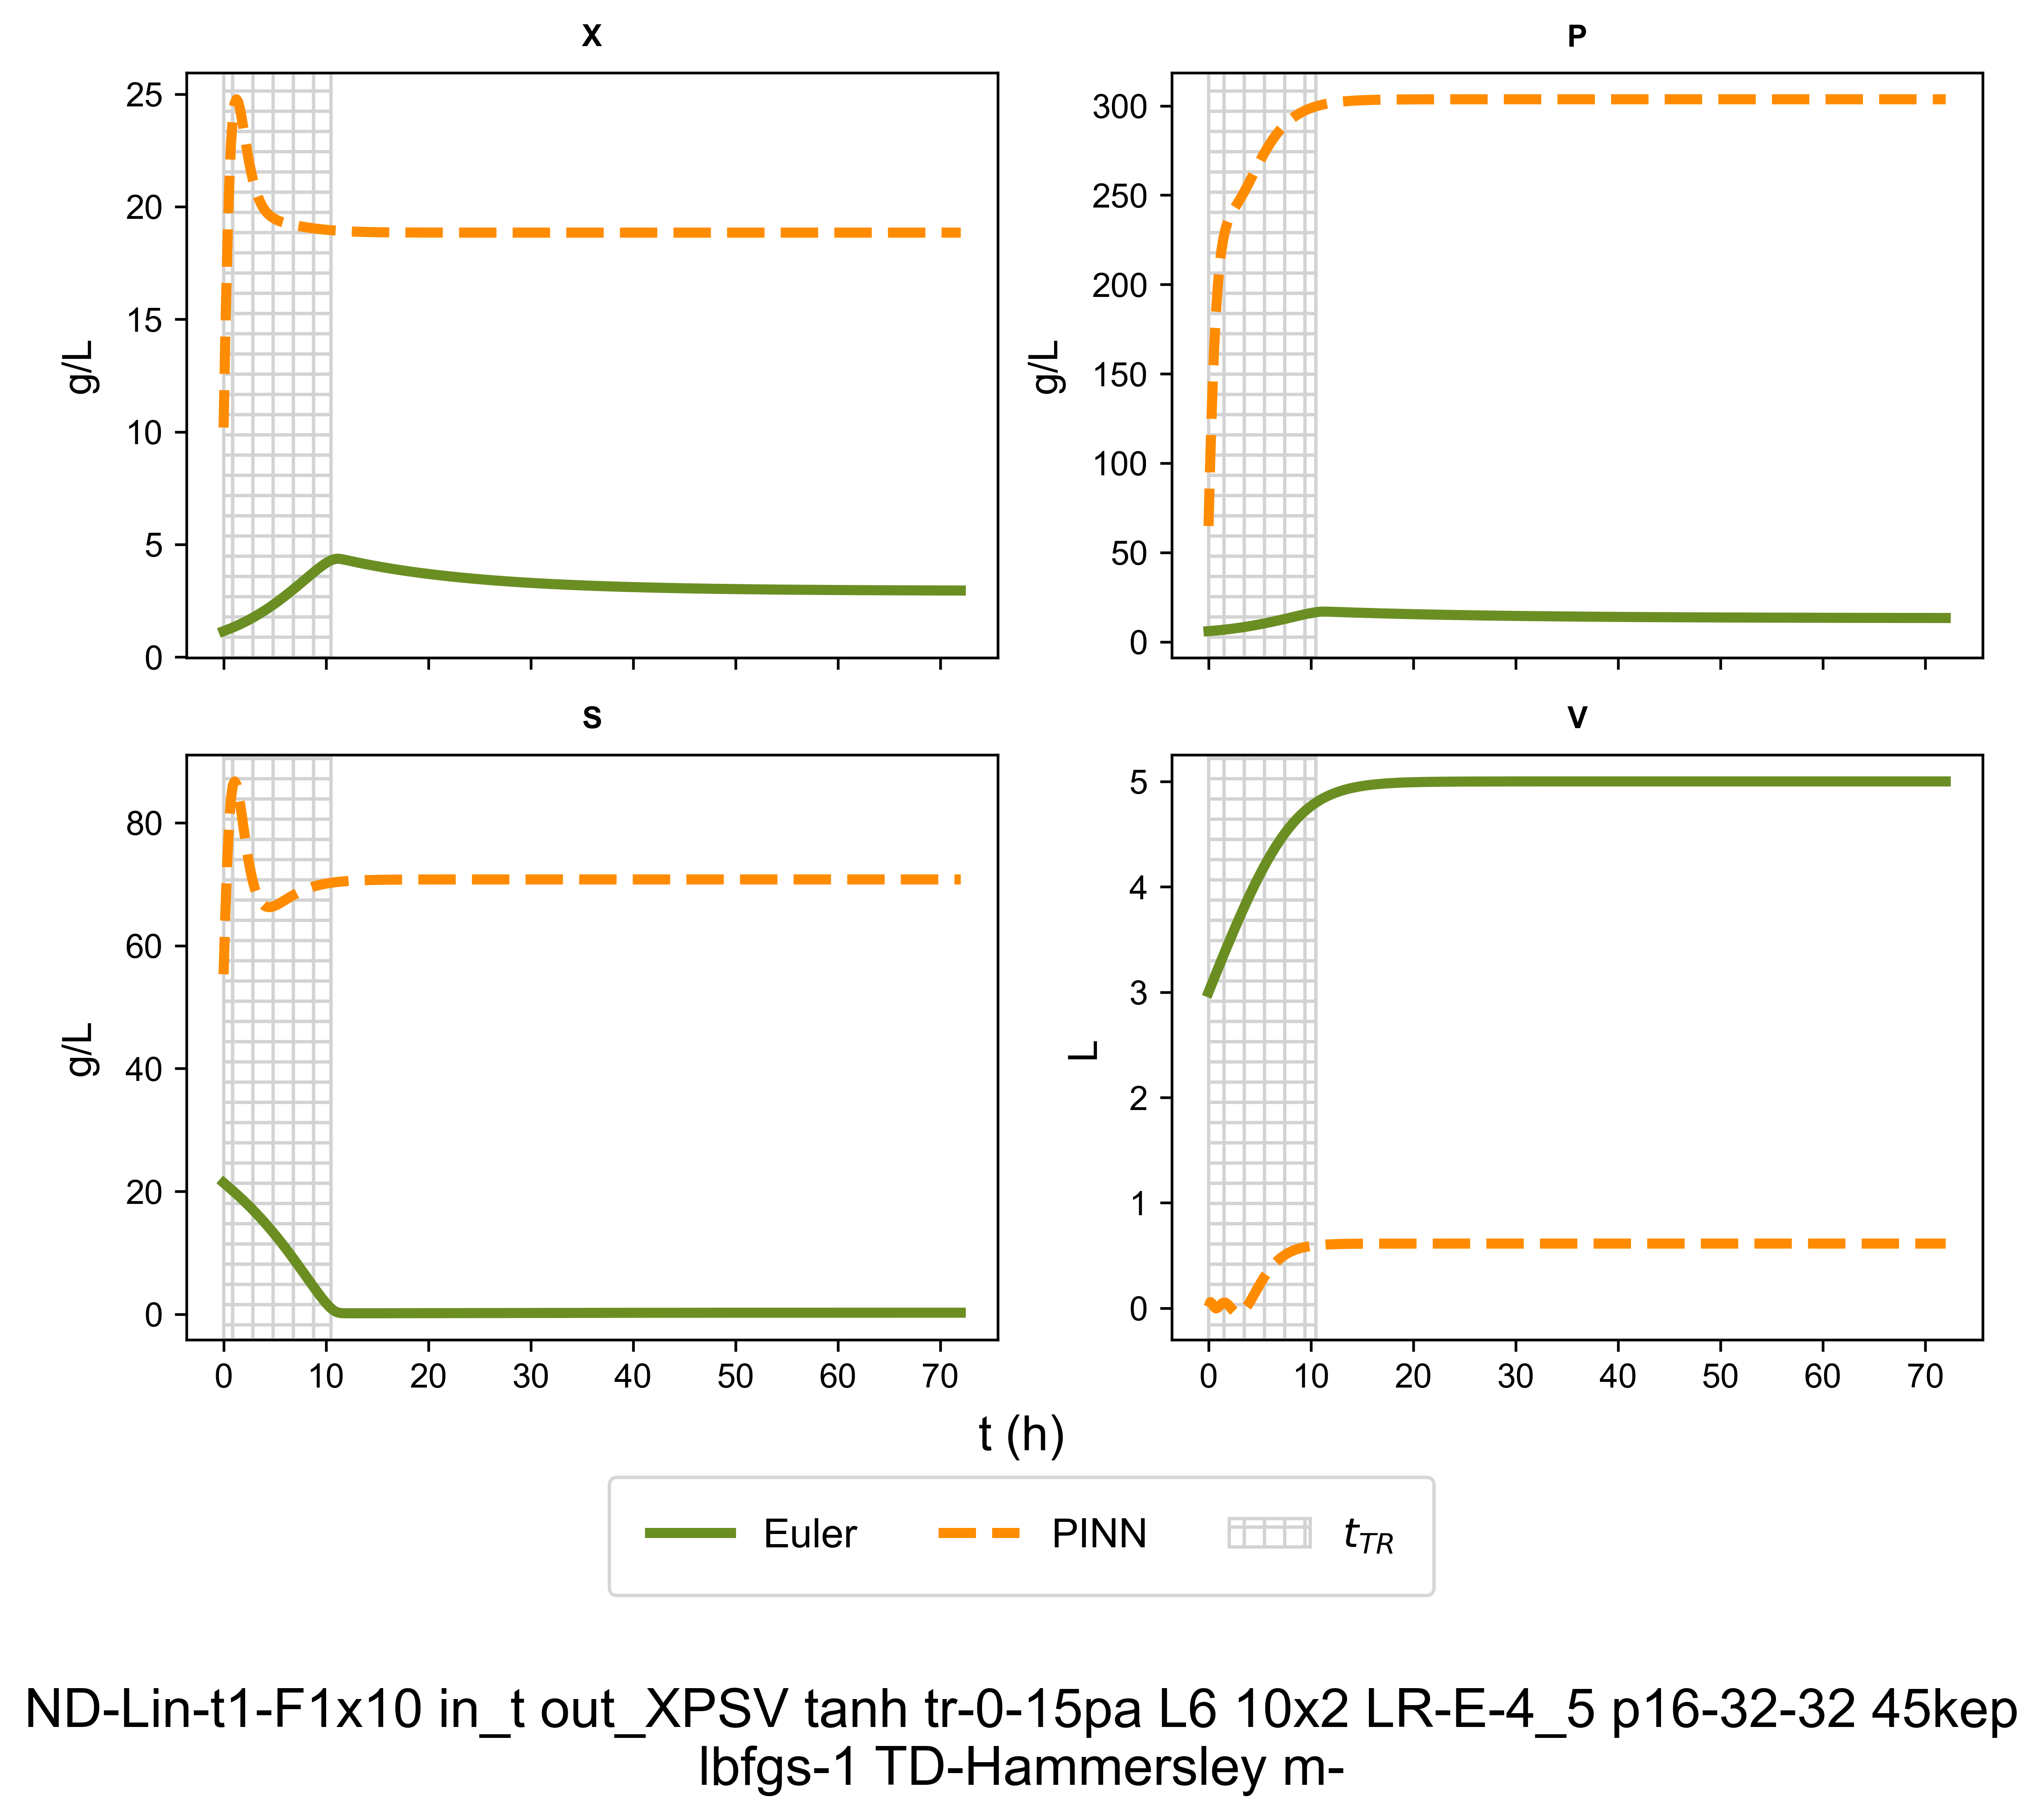 X
P
25
20
15
10
5
0
g/L
300
250
200
150
100
50
0
g/L
S
V
80
60
40
20
0
g/L
5
4
3
2
1
0
L
0 10 20 30 40 50 60 70
0 10 20 30 40 50 60 70
t (h)
Euler PINN t_TR
ND-Lin-t1-F1x10 in_t out_XPSV tanh tr-0-15pa L6 10x2 LR-E-4_5 p16-32-32 45kep
lbfgs-1 TD-Hammersley m-